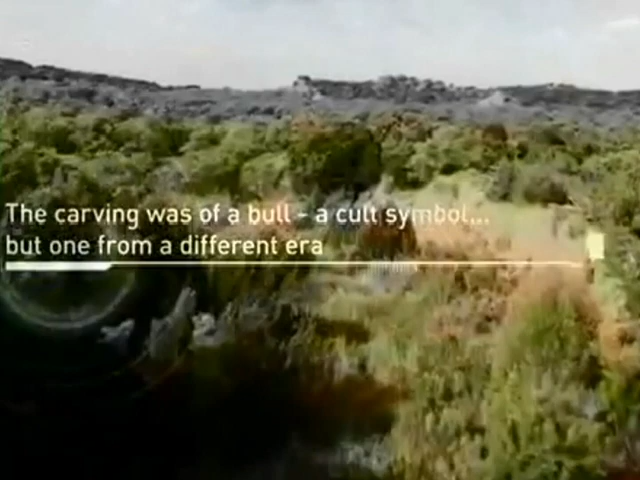 The carving was of a bull - a cult symbol...
but one from a different era